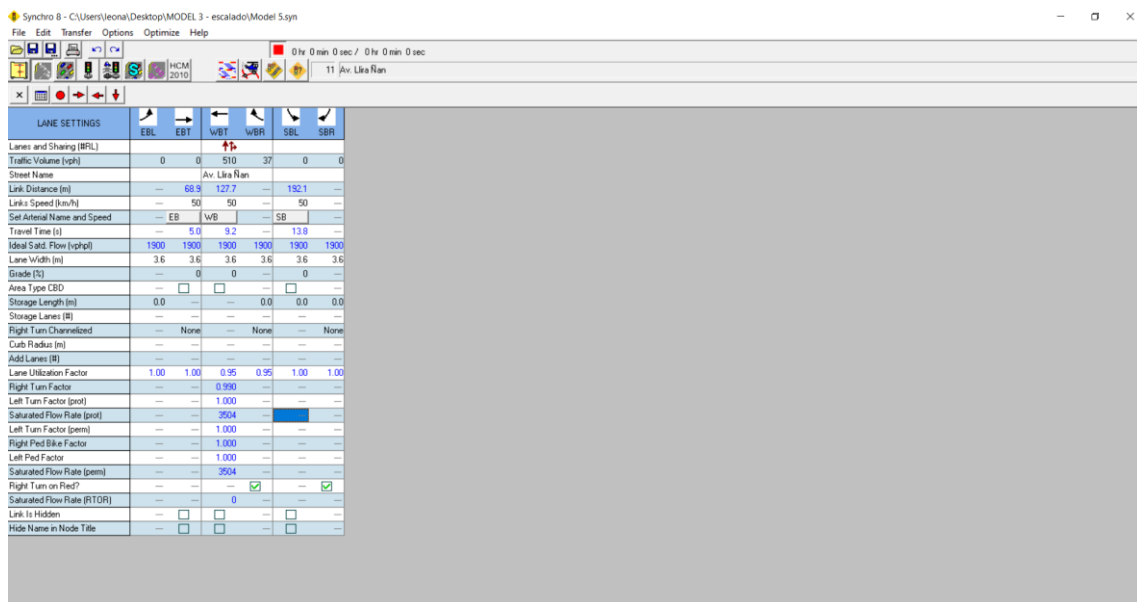 Synchro 8 - C:\Users\leona\Desktop\MODEL 3 - escalado\Model 5.syn
File Edit Transfer Options Optimize Help
0 hr 0 min 0 sec / 0 hr 0 min 0 sec
HCM 2010 11 Av. Llira Ñan
LANE SETTINGS EBL EBT WBT WBR SBL SBR
Lanes and Sharing (#RL)
Traffic Volume (vph) 0 0 510 37 0 0
Street Name Av. Llira Ñan
Link Distance (m) — 68.9 127.7 — 192.1 —
Links Speed (km/h) — 50 50 — 50 —
Set Arterial Name and Speed — EB WB — SB —
Travel Time (s) — 5.0 9.2 — 13.8 —
Ideal Satd. Flow (vphpl) 1900 1900 1900 1900 1900 1900
Lane Width (m) 3.6 3.6 3.6 3.6 3.6 3.6
Grade (%) — 0 0 — 0 —
Area Type CBD — — —
Storage Length (m) 0.0 — — 0.0 0.0 0.0
Storage Lanes (#) — — — — — —
Right Turn Channelized — None — None — None
Curb Radius (m) — — — — — —
Add Lanes (#) — — — — — —
Lane Utilization Factor 1.00 1.00 0.95 0.95 1.00 1.00
Right Turn Factor — — 0.990 — — —
Left Turn Factor (prot) — — 1.000 — — —
Saturated Flow Rate (prot) — — 3504 — — —
Left Turn Factor (perm) — — 1.000 — — —
Right Ped Bike Factor — — 1.000 — — —
Left Ped Factor — — 1.000 — — —
Saturated Flow Rate (perm) — — 3504 — — —
Right Turn on Red? — — — —
Saturated Flow Rate (RTOR) — — 0 — — —
Link Is Hidden — — —
Hide Name in Node Title — — —